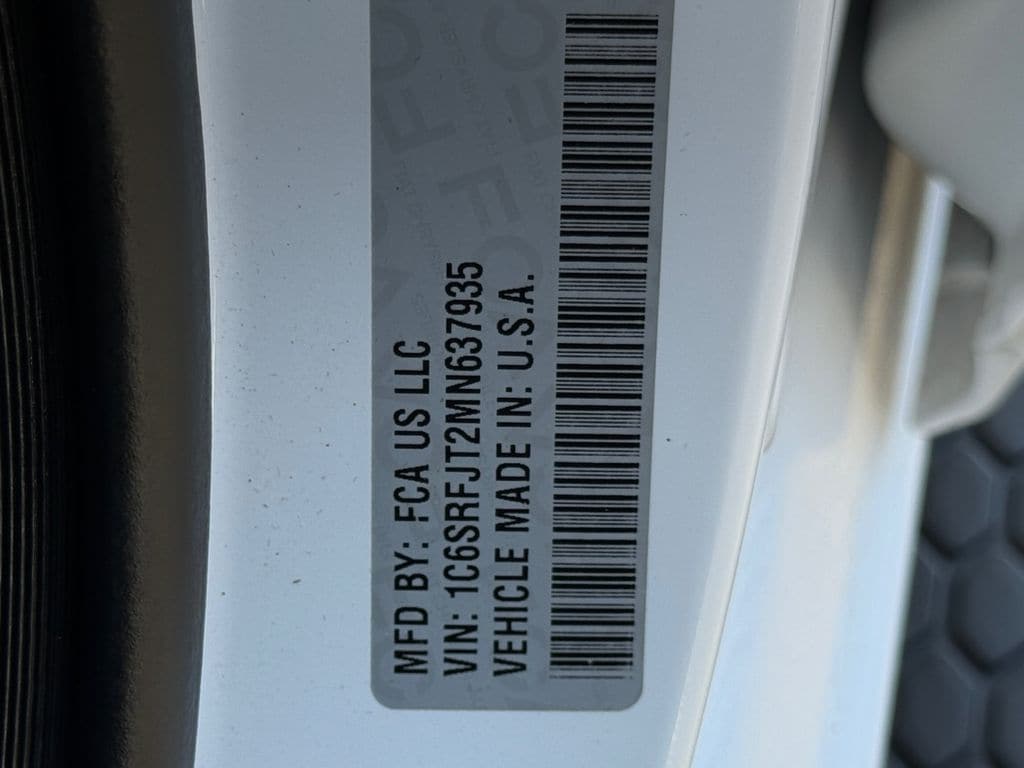 MFD BY: FCA US LLC
VIN: 1C6SRFJT2MN637935
VEHICLE MADE IN: U.S.A.